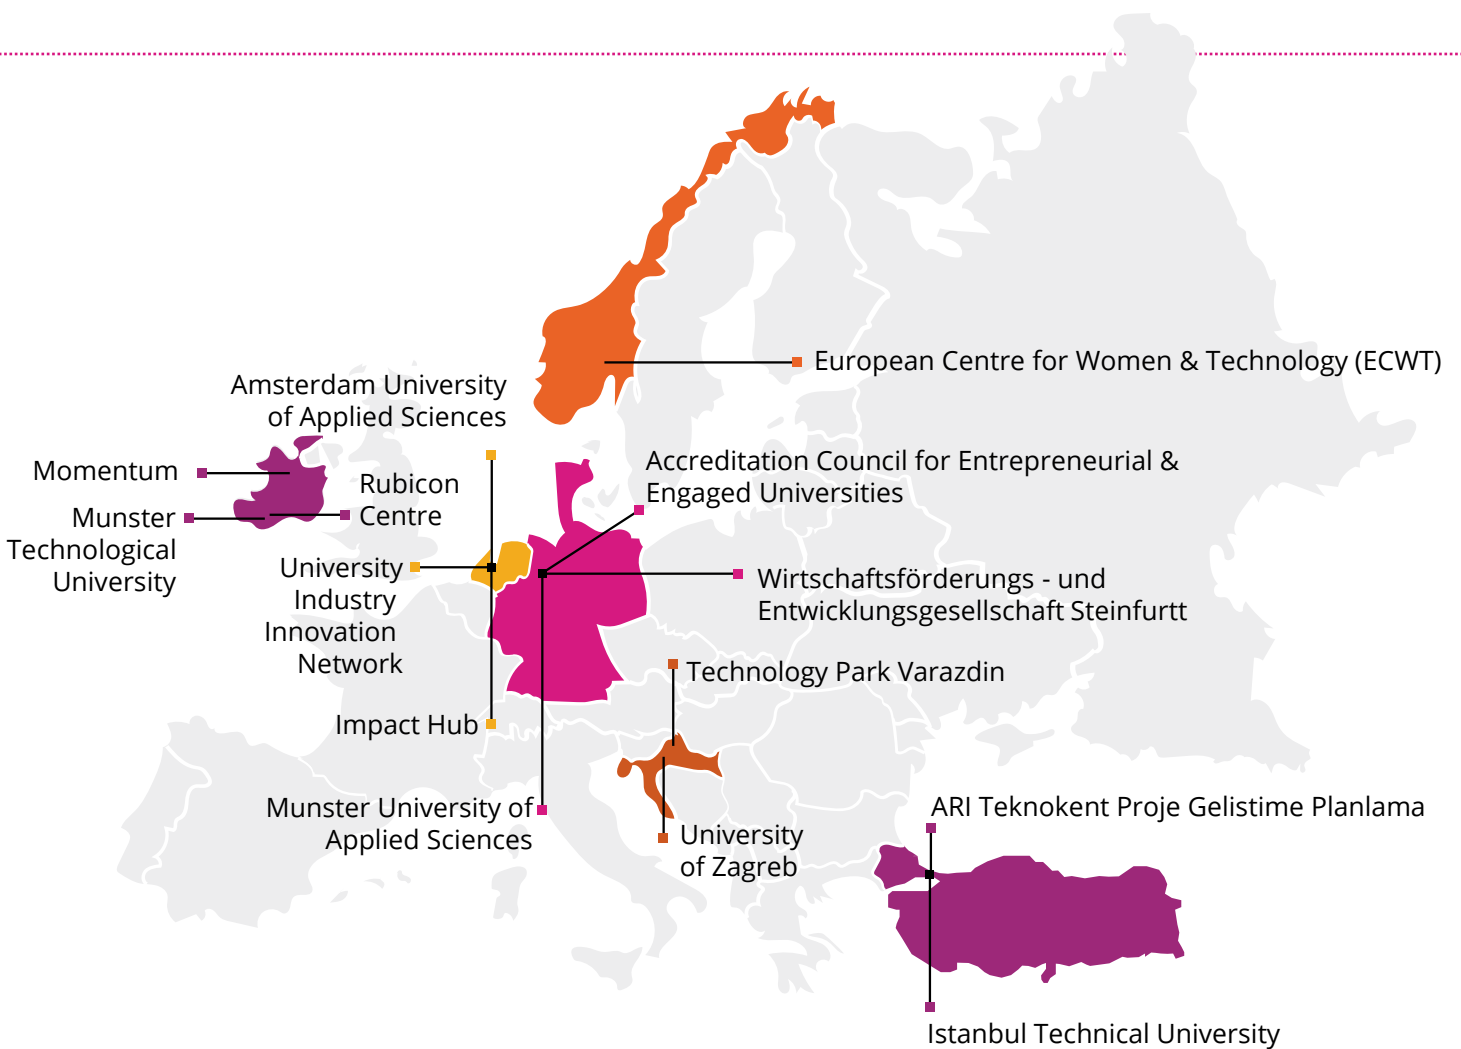 European Centre for Women & Technology (ECWT)
Amsterdam University
of Applied Sciences
Accreditation Council for Entrepreneurial &
Engaged Universities
Momentum
Rubicon
Centre
Munster
Technological
University
University
Industry
Innovation
Network
Wirtschaftsförderungs - und
Entwicklungsgesellschaft Steinfurtt
Technology Park Varazdin
Impact Hub
Munster University of
Applied Sciences
University
of Zagreb
ARI Teknokent Proje Gelistime Planlama
Istanbul Technical University